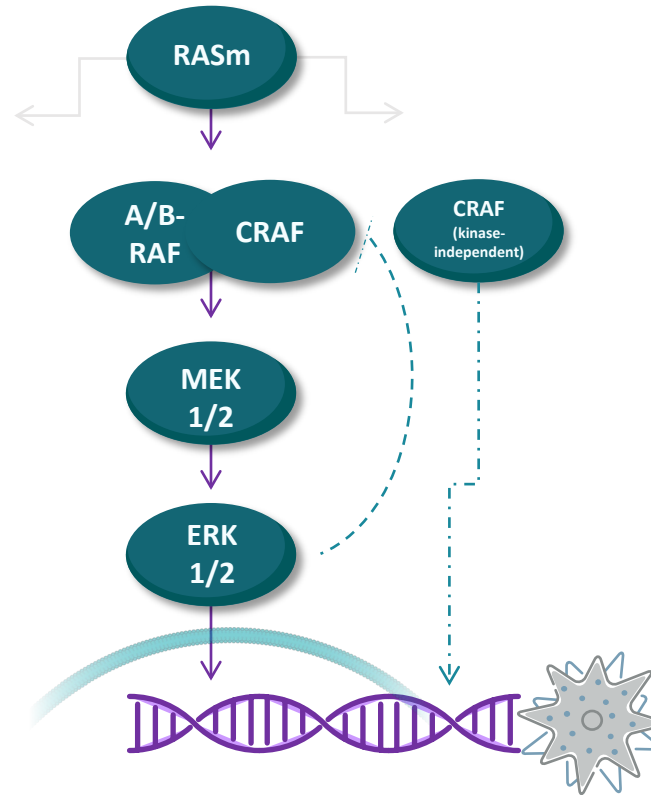 RASm
A/B-
RAF
CRAF
CRAF
(kinase-
independent)
MEK
1/2
ERK
1/2